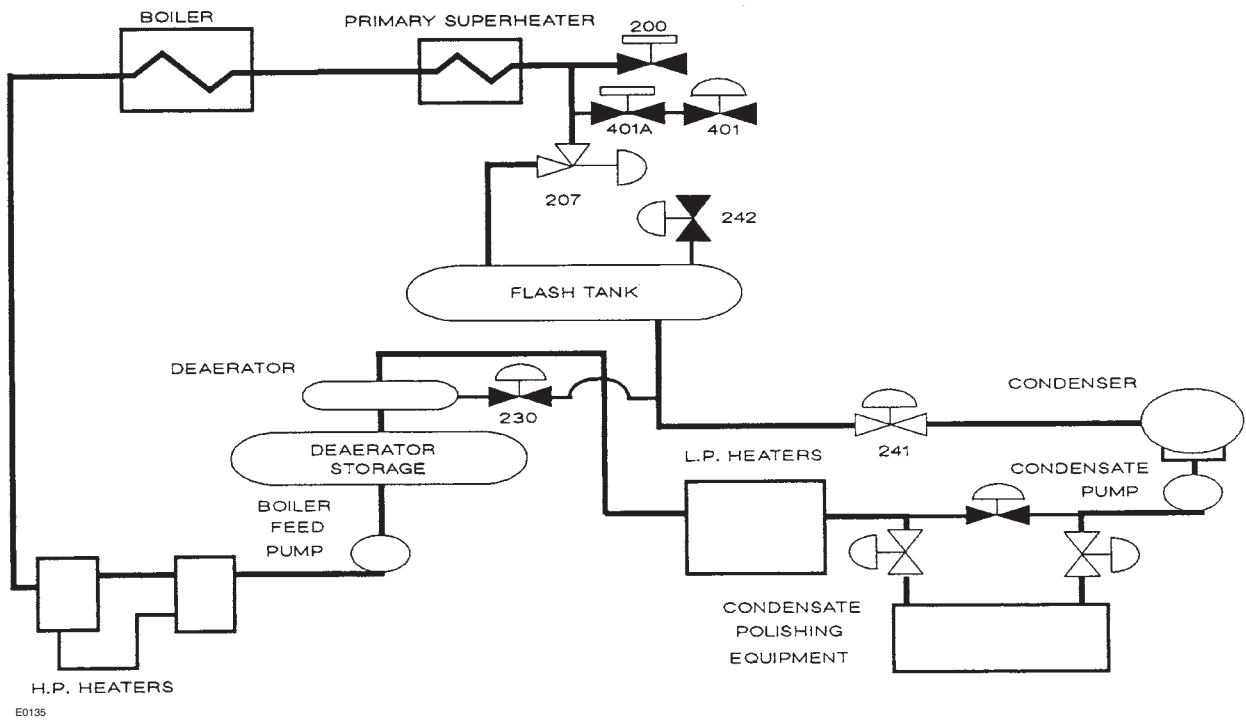 BOILER
PRIMARY SUPERHEATER
200
401A
401
207
242
FLASH TANK
DEAERATOR
230
CONDENSER
DEAERATOR
STORAGE
241
L.P. HEATERS
CONDENSATE
PUMP
BOILER
FEED
PUMP
CONDENSATE
POLISHING
EQUIPMENT
H.P. HEATERS
E0135